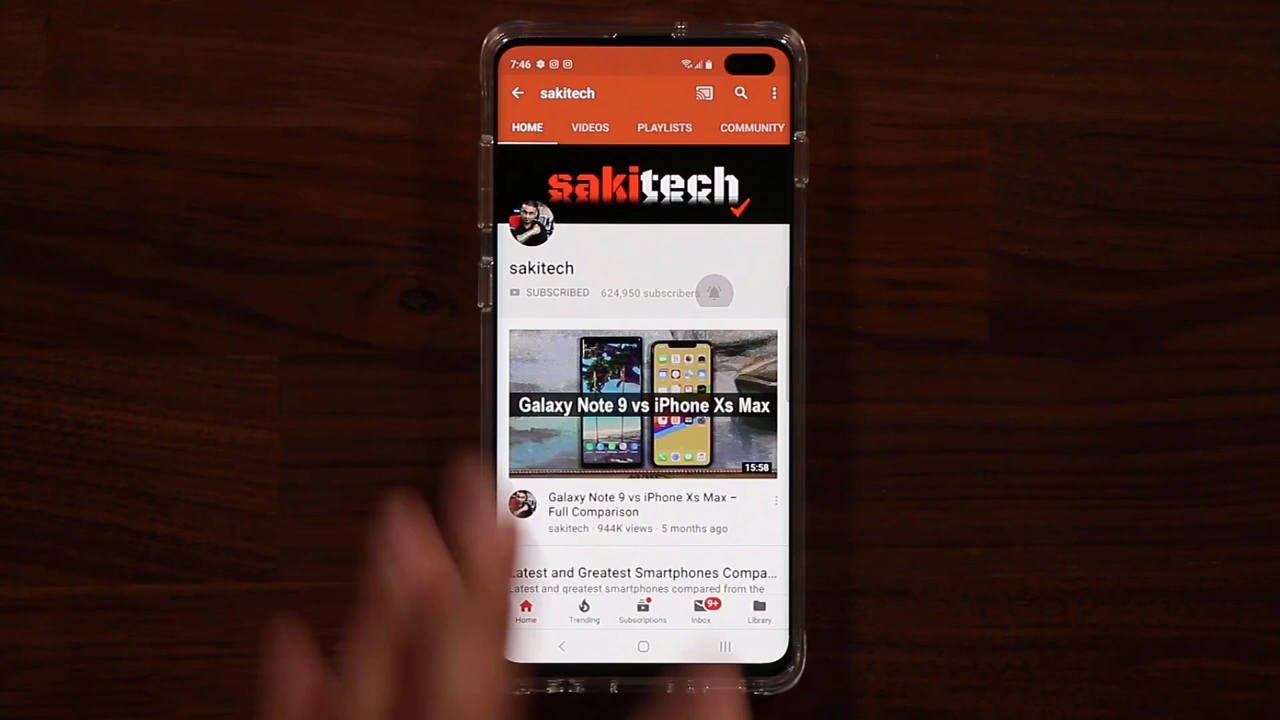 7:46
sakitech
HOME VIDEOS PLAYLISTS COMMUNITY
sakitech
sakitech
SUBSCRIBED 624,950 subscribers
Galaxy Note 9 vs iPhone Xs Max
15:58
Galaxy Note 9 vs iPhone Xs Max –
Full Comparison
sakitech · 944K views · 5 months ago
Latest and Greatest Smartphones Compa...
Latest and greatest smartphones compared from the
9+
Home Trending Subscriptions Inbox Library